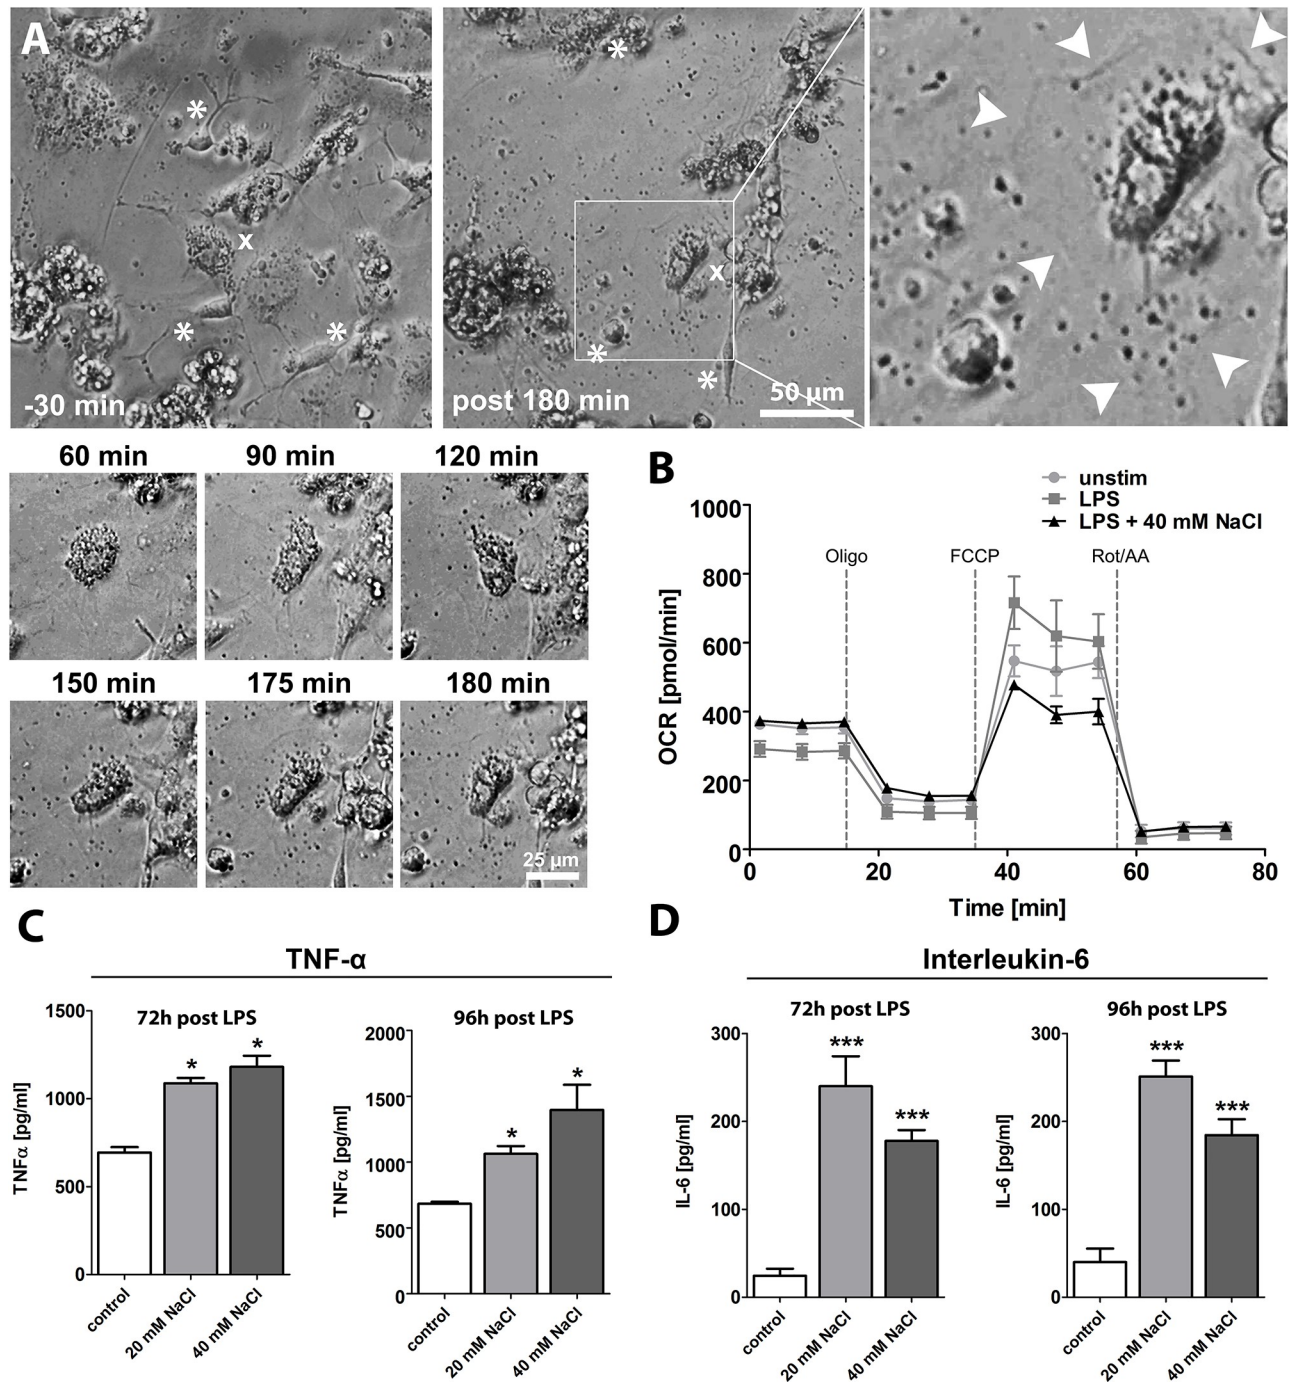 A
*
*
*
x
-30 min
*
*
*
x
post 180 min
50 µm
60 min
90 min
120 min
150 min
175 min
180 min
25 µm
B
unstim
LPS
LPS + 40 mM NaCl
Oligo
FCCP
Rot/AA
OCR [pmol/min]
1000
800
600
400
200
0
0
20
40
60
80
Time [min]
C
TNF-α
72h post LPS
TNFα [pg/ml]
1500
1000
500
0
*
*
control
20 mM NaCl
40 mM NaCl
96h post LPS
TNFα [pg/ml]
2000
1500
1000
500
0
*
*
control
20 mM NaCl
40 mM NaCl
D
Interleukin-6
72h post LPS
IL-6 [pg/ml]
300
200
100
0
***
***
control
20 mM NaCl
40 mM NaCl
96h post LPS
IL-6 [pg/ml]
300
200
100
0
***
***
control
20 mM NaCl
40 mM NaCl